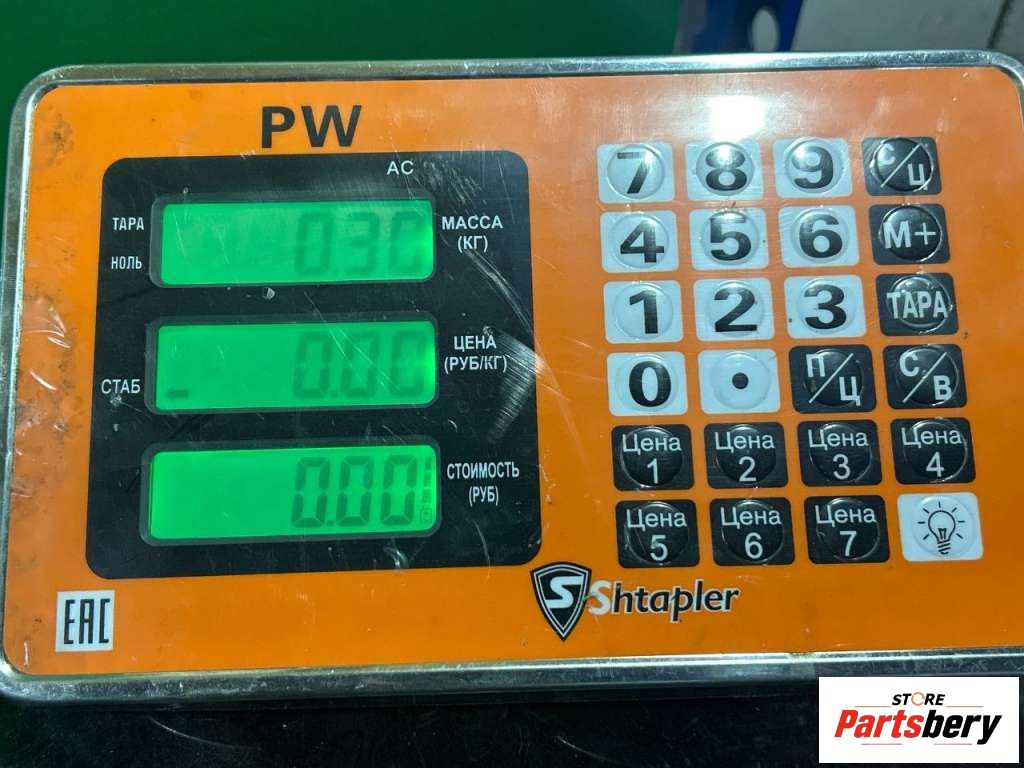 PW
АС
ТАРА
НОЛЬ
0.30
МАССА
(КГ)
СТАБ
0.00
ЦЕНА
(РУБ/КГ)
0.00
СТОИМОСТЬ
(РУБ)
7 8 9 С/Ц
4 5 6 М+
1 2 3 ТАРА
0 . П/Ц С/В
Цена 1 Цена 2 Цена 3 Цена 4
Цена 5 Цена 6 Цена 7
EAC
S Shtapler
STORE
Partsbery